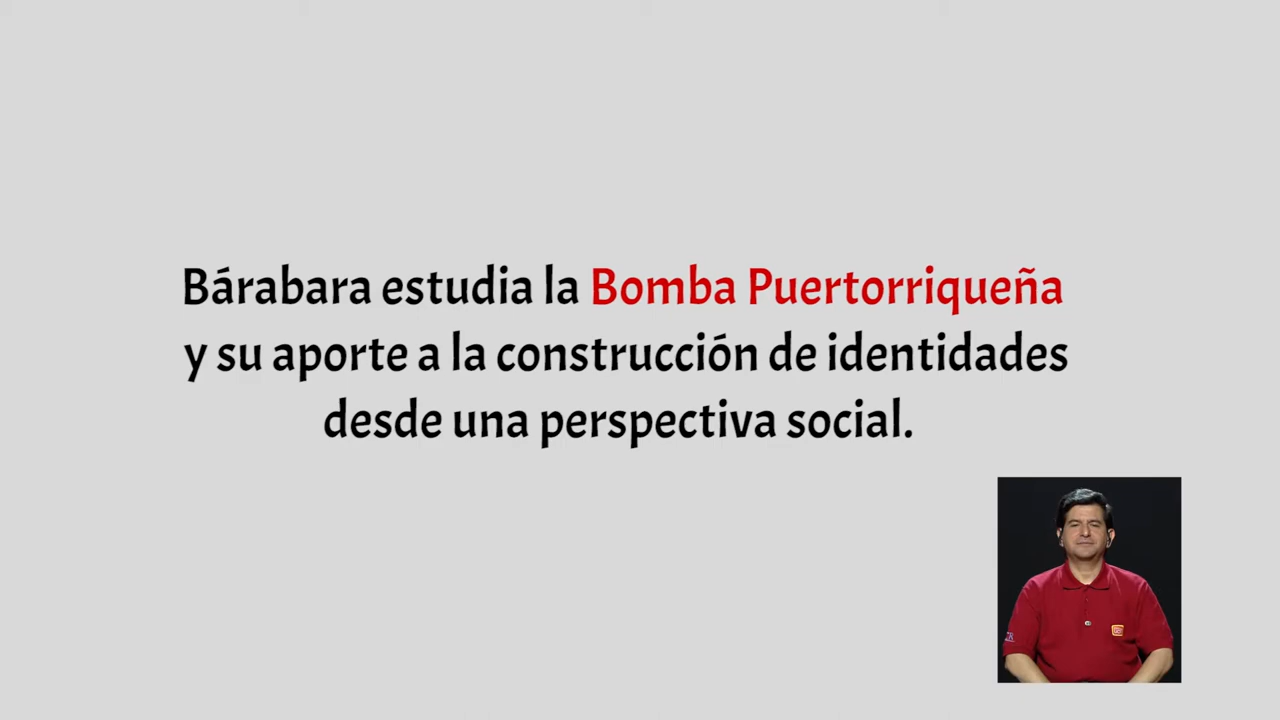 Bárabara estudia la Bomba Puertorriqueña
y su aporte a la construcción de identidades
desde una perspectiva social.